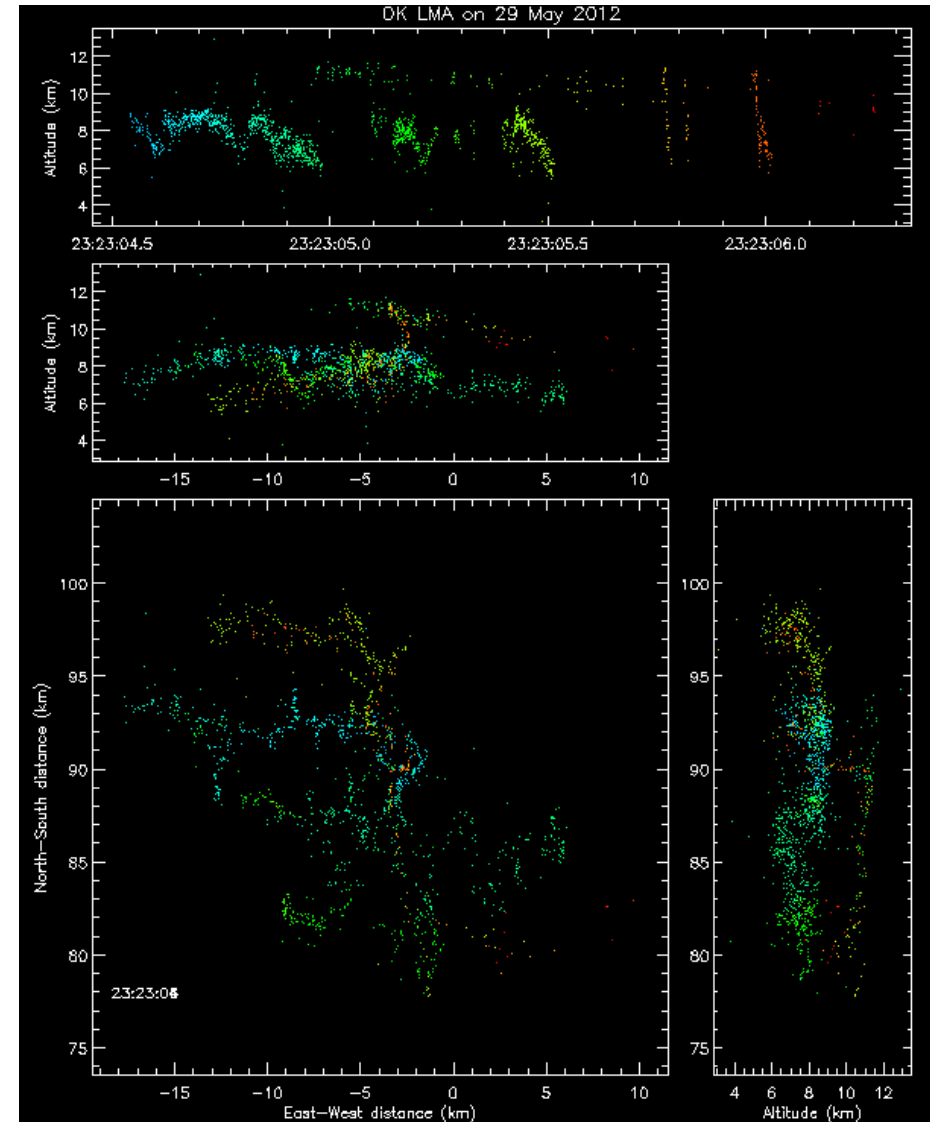 OK LMA on 29 May 2012
Altitude (km)
12
10
8
6
4
23:23:04.5 23:23:05.0 23:23:05.5 23:23:06.0
Altitude (km)
12
10
8
6
4
−15 −10 −5 0 5 10
North−South distance (km)
100
95
90
85
80
75
100
95
90
85
80
75
−15 −10 −5 0 5 10
East−West distance (km)
4 6 8 10 12
Altitude (km)